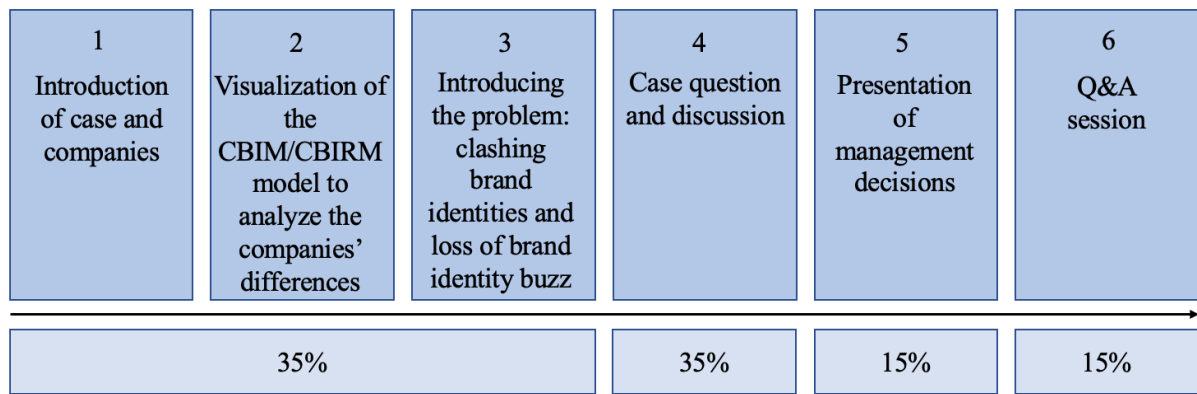 1
Introduction
of case and
companies
2
Visualization of
the
CBIM/CBIRM
model to
analyze the
companies’
differences
3
Introducing
the problem:
clashing
brand
identities and
loss of brand
identity buzz
4
Case question
and discussion
5
Presentation
of
management
decisions
6
Q&A
session
35%
35%
15%
15%